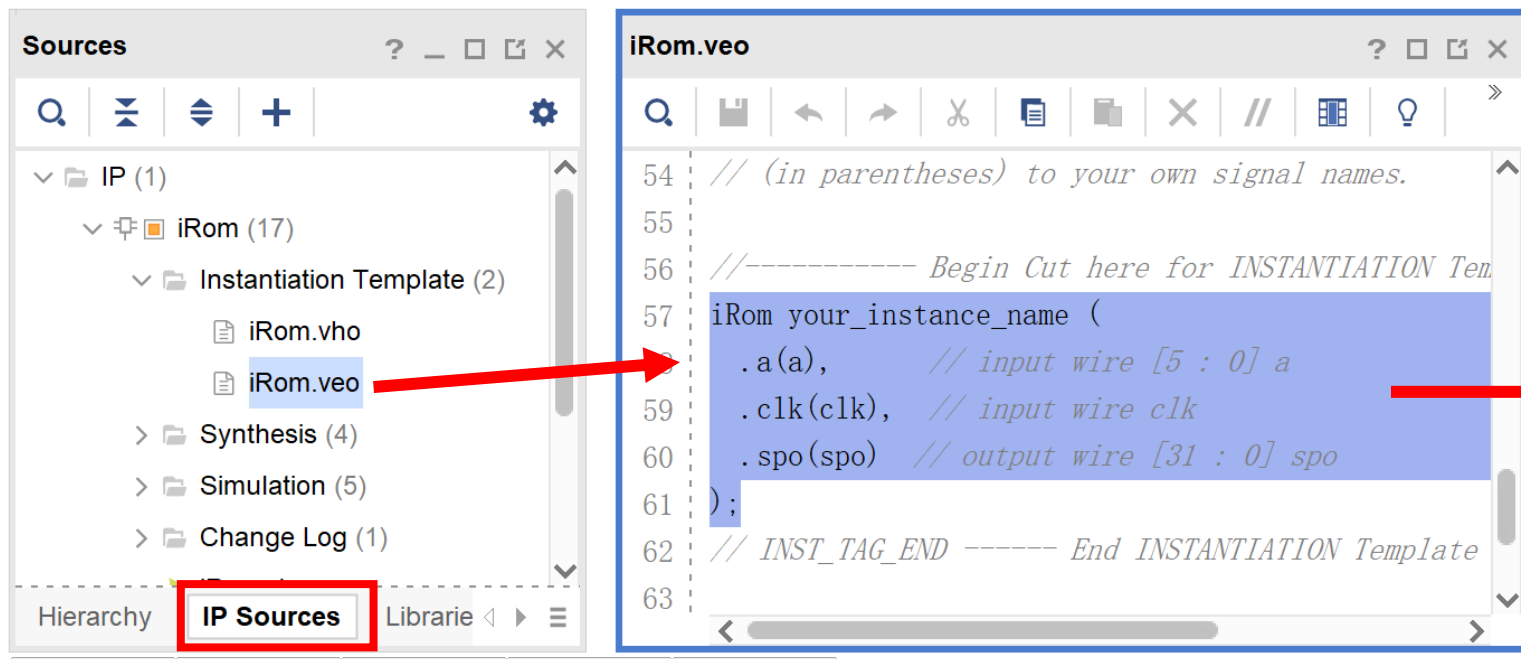 Sources
IP (1)
iRom (17)
Instantiation Template (2)
iRom.vho
iRom.veo
Synthesis (4)
Simulation (5)
Change Log (1)
Hierarchy IP Sources Librarie
iRom.veo
54 // (in parentheses) to your own signal names.
55
56 //----------- Begin Cut here for INSTANTIATION Tem
57 iRom your_instance_name (
.a(a), // input wire [5 : 0] a
59 .clk(clk), // input wire clk
60 .spo(spo) // output wire [31 : 0] spo
61 );
62 // INST_TAG_END ------ End INSTANTIATION Template
63